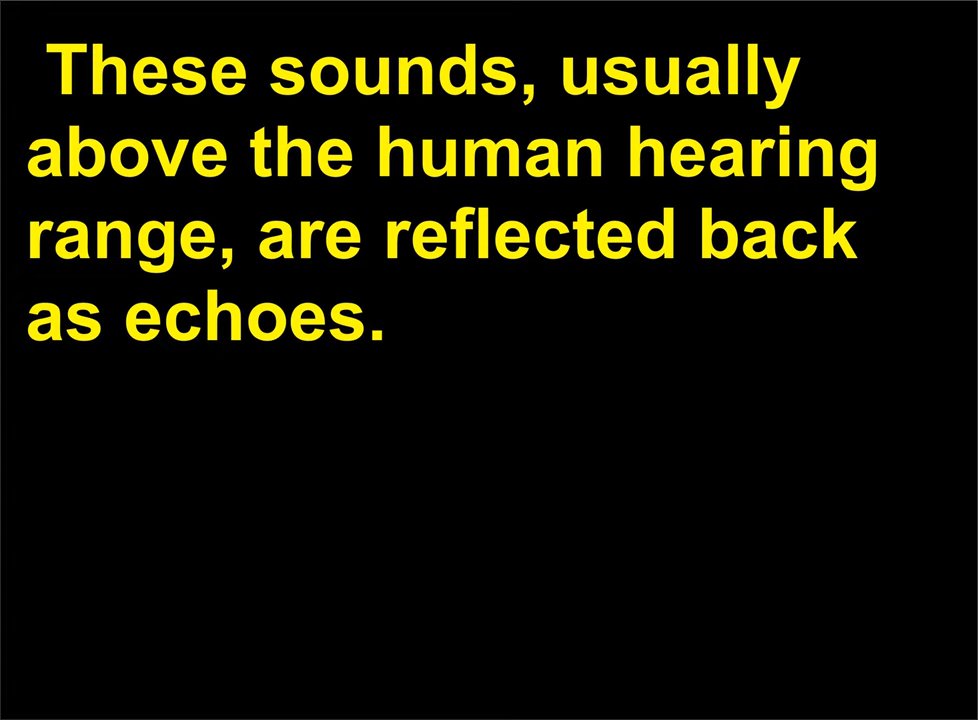 These sounds, usually
above the human hearing
range, are reflected back
as echoes.